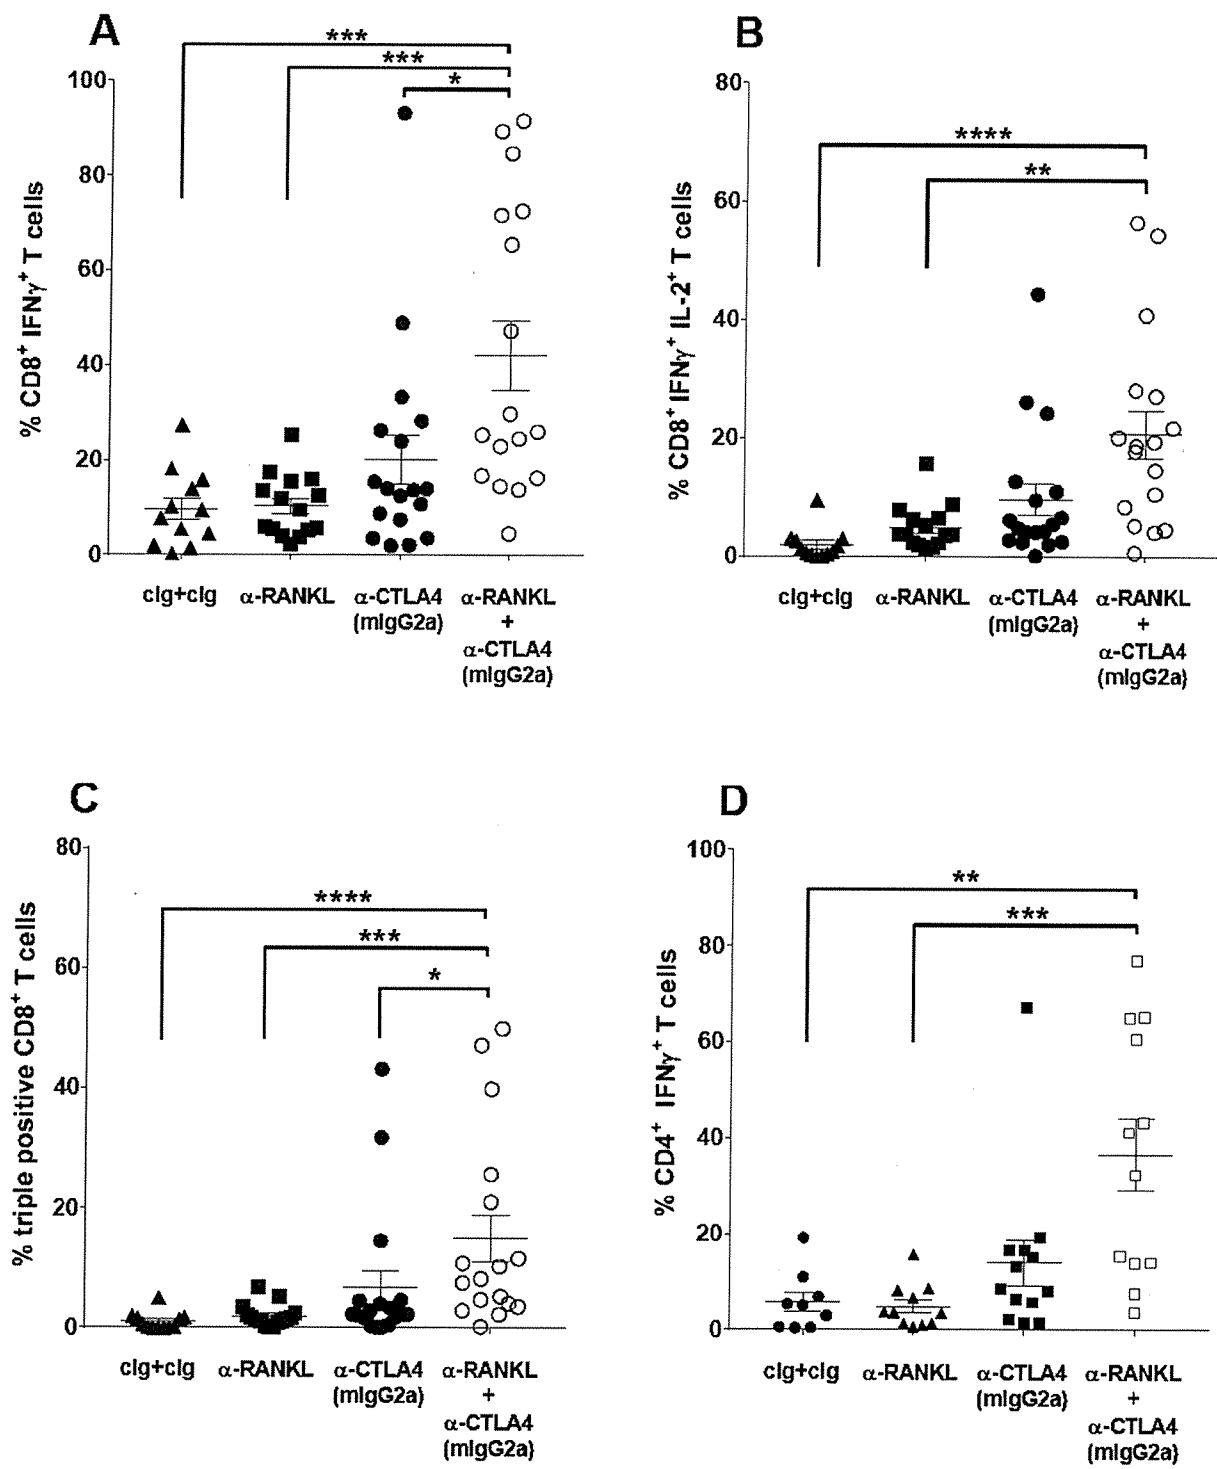 A
***
***
*
100
80
60
40
20
0
% CD8+ IFNγ+ T cells
cIg+cIg
α-RANKL
α-CTLA4
(mIgG2a)
α-RANKL
+
α-CTLA4
(mIgG2a)
B
****
**
80
60
40
20
0
% CD8+ IFNγ+ IL-2+ T cells
cIg+cIg
α-RANKL
α-CTLA4
(mIgG2a)
α-RANKL
+
α-CTLA4
(mIgG2a)
C
****
***
*
80
60
40
20
0
% triple positive CD8+ T cells
cIg+cIg
α-RANKL
α-CTLA4
(mIgG2a)
α-RANKL
+
α-CTLA4
(mIgG2a)
D
**
***
100
80
60
40
20
0
% CD4+ IFNγ+ T cells
cIg+cIg
α-RANKL
α-CTLA4
(mIgG2a)
α-RANKL
+
α-CTLA4
(mIgG2a)